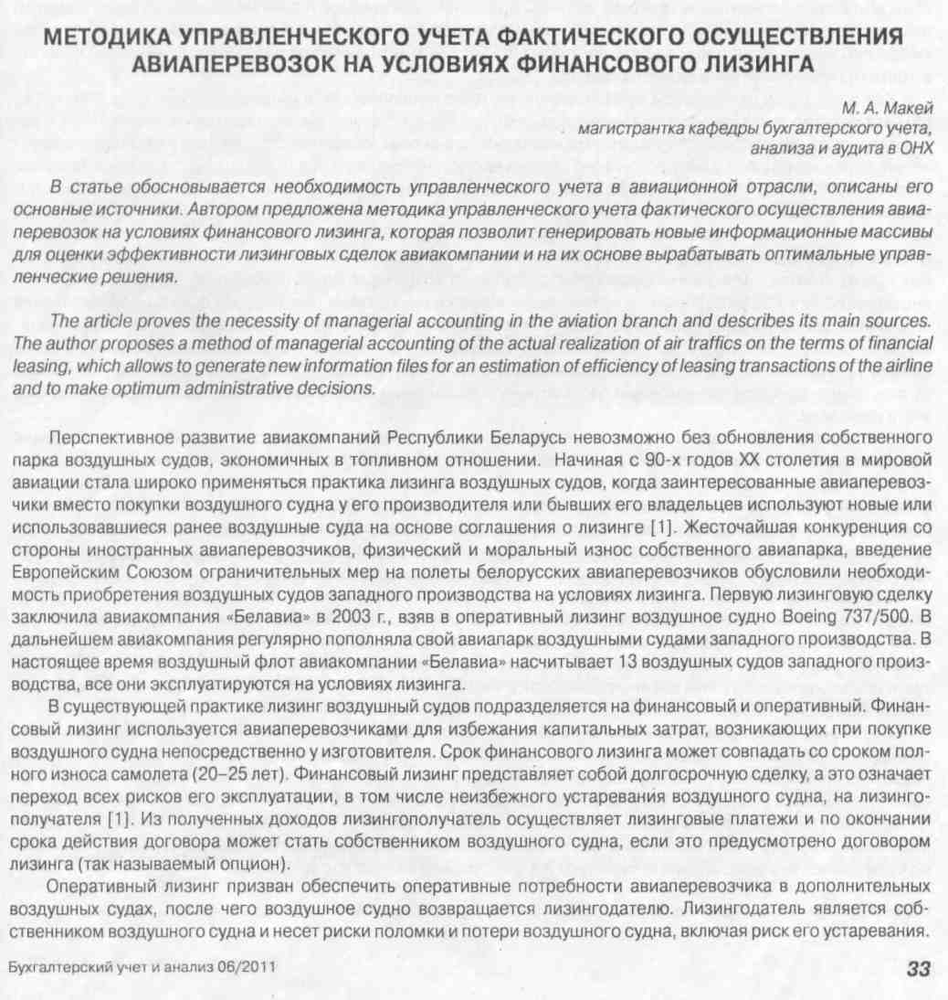 МЕТОДИКА УПРАВЛЕНЧЕСКОГО УЧЕТА ФАКТИЧЕСКОГО ОСУЩЕСТВЛЕНИЯ
АВИАПЕРЕВОЗОК НА УСЛОВИЯХ ФИНАНСОВОГО ЛИЗИНГА
М. А. Макей
магистрантка кафедры бухгалтерского учета,
анализа и аудита в ОНХ
В статье обосновывается необходимость управленческого учета в авиационной отрасли, описаны его
основные источники. Автором предложена методика управленческого учета фактического осуществления авиа-
перевозок на условиях финансового лизинга, которая позволит генерировать новые информационные массивы
для оценки эффективности лизинговых сделок авиакомпании и на их основе вырабатывать оптимальные управ-
ленческие решения.
The article proves the necessity of managerial accounting in the aviation branch and describes its main sources.
The author proposes a method of managerial accounting of the actual realization of air traffics on the terms of financial
leasing, which allows to generate new information files for an estimation of efficiency of leasing transactions of the airline
and to make optimum administrative decisions.
Перспективное развитие авиакомпаний Республики Беларусь невозможно без обновления собственного
парка воздушных судов, экономичных в топливном отношении. Начиная с 90-х годов XX столетия в мировой
авиации стала широко применяться практика лизинга воздушных судов, когда заинтересованные авиаперевоз-
чики вместо покупки воздушного судна у его производителя или бывших его владельцев используют новые или
использовавшиеся ранее воздушные суда на основе соглашения о лизинге [1]. Жесточайшая конкуренция со
стороны иностранных авиаперевозчиков, физический и моральный износ собственного авиапарка, введение
Европейским Союзом ограничительных мер на полеты белорусских авиаперевозчиков обусловили необходи-
мость приобретения воздушных судов западного производства на условиях лизинга. Первую лизинговую сделку
заключила авиакомпания «Белавиа» в 2003 г., взяв в оперативный лизинг воздушное судно Boeing 737/500. В
дальнейшем авиакомпания регулярно пополняла свой авиапарк воздушными судами западного производства. В
настоящее время воздушный флот авиакомпании «Белавиа» насчитывает 13 воздушных судов западного произ-
водства, все они эксплуатируются на условиях лизинга.
В существующей практике лизинг воздушный судов подразделяется на финансовый и оперативный. Финан-
совый лизинг используется авиаперевозчиками для избежания капитальных затрат, возникающих при покупке
воздушного судна непосредственно у изготовителя. Срок финансового лизинга может совпадать со сроком пол-
ного износа самолета (20–25 лет). Финансовый лизинг представляет собой долгосрочную сделку, а это означает
переход всех рисков его эксплуатации, в том числе неизбежного устаревания воздушного судна, на лизинго-
получателя [1]. Из полученных доходов лизингополучатель осуществляет лизинговые платежи и по окончании
срока действия договора может стать собственником воздушного судна, если это предусмотрено договором
лизинга (так называемый опцион).
Оперативный лизинг призван обеспечить оперативные потребности авиаперевозчика в дополнительных
воздушных судах, после чего воздушное судно возвращается лизингодателю. Лизингодатель является соб-
ственником воздушного судна и несет риски поломки и потери воздушного судна, включая риск его устаревания.
Бухгалтерский учет и анализ 06/2011
33